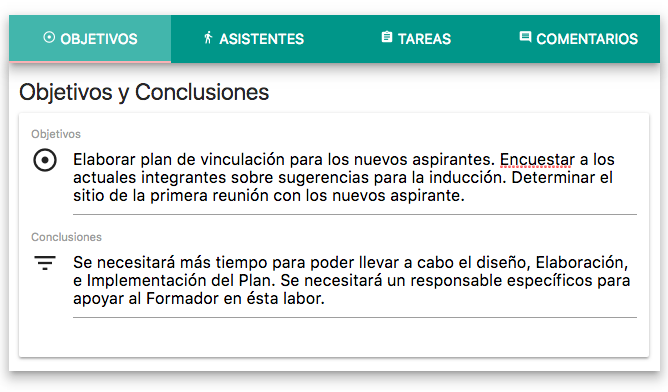 OBJETIVOS ASISTENTES TAREAS COMENTARIOS
Objetivos y Conclusiones
Objetivos
Elaborar plan de vinculación para los nuevos aspirantes. Encuestar a los
actuales integrantes sobre sugerencias para la inducción. Determinar el
sitio de la primera reunión con los nuevos aspirante.
Conclusiones
Se necesitará más tiempo para poder llevar a cabo el diseño, Elaboración,
e Implementación del Plan. Se necesitará un responsable específicos para
apoyar al Formador en ésta labor.